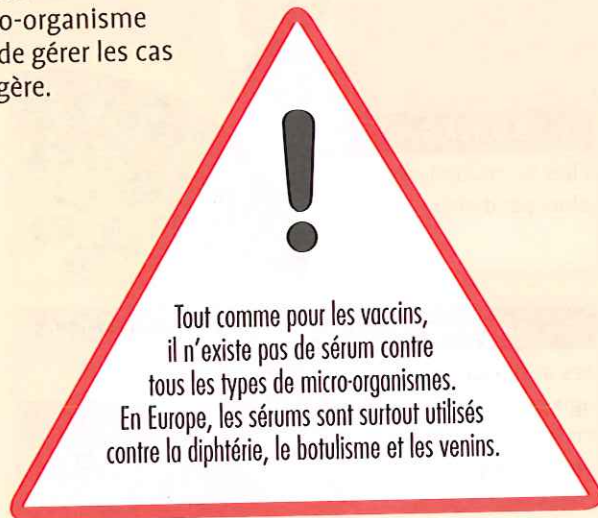 o-organisme
de gérer les cas
gère.
!
Tout comme pour les vaccins,
il n'existe pas de sérum contre
tous les types de micro-organismes.
En Europe, les sérums sont surtout utilisés
contre la diphtérie, le botulisme et les venins.